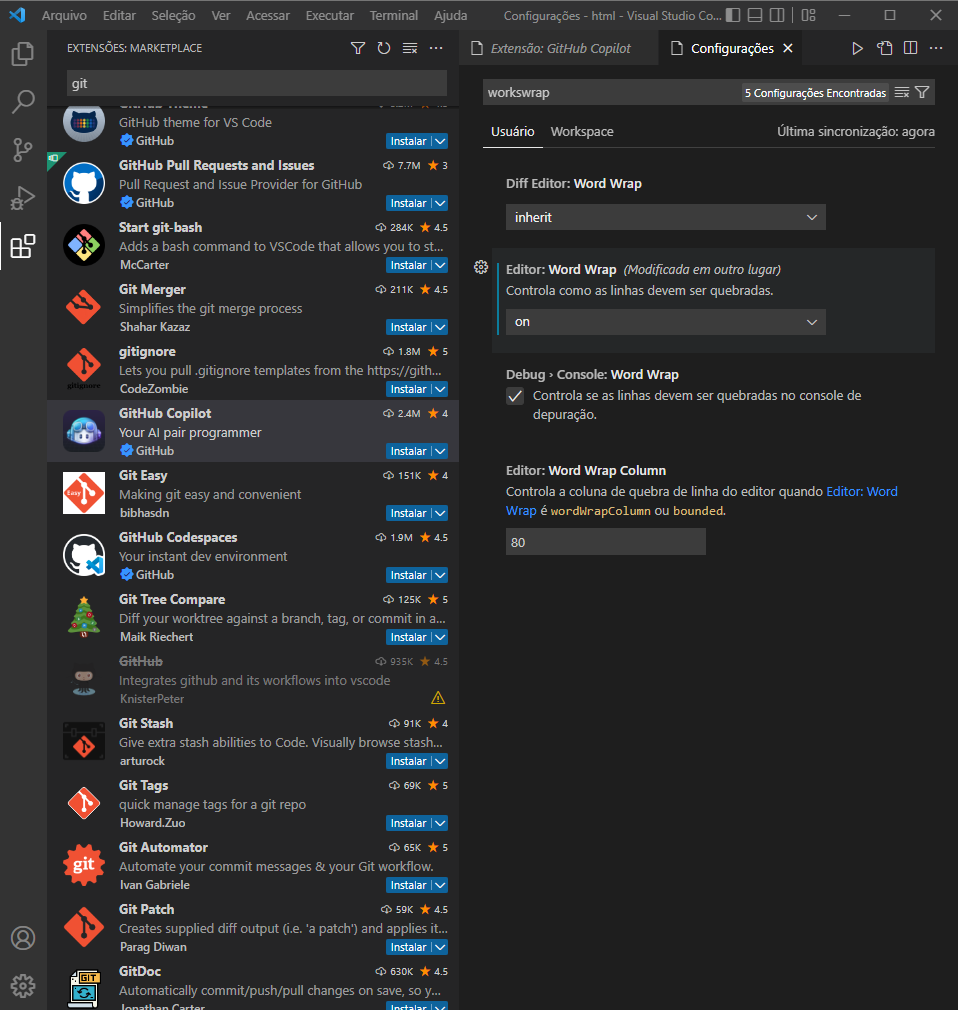 Arquivo Editar Seleção Ver Acessar Executar Terminal Ajuda Configurações - html - Visual Studio Co...
EXTENSÕES: MARKETPLACE
git
GitHub Theme
GitHub theme for VS Code
GitHub Instalar
GitHub Pull Requests and Issues 7.7M 3
Pull Request and Issue Provider for GitHub
GitHub Instalar
Start git-bash 284K 4.5
Adds a bash command to VSCode that allows you to st...
McCarter Instalar
Git Merger 211K 4.5
Simplifies the git merge process
Shahar Kazaz Instalar
gitignore 1.8M 5
Lets you pull .gitignore templates from the https://gith...
gitignore
CodeZombie Instalar
GitHub Copilot 2.4M 4
Your AI pair programmer
GitHub Instalar
Git Easy 151K 4
Easy
Making git easy and convenient
bibhasdn Instalar
GitHub Codespaces 1.9M 4.5
Your instant dev environment
GitHub Instalar
Git Tree Compare 125K 5
Diff your worktree against a branch, tag, or commit in a...
Maik Riechert Instalar
GitHub 935K 4.5
Integrates github and its workflows into vscode
KnisterPeter
Git Stash 91K 4
Give extra stash abilities to Code. Visually browse stash...
arturock Instalar
Git Tags 69K 5
quick manage tags for a git repo
Howard.Zuo Instalar
Git Automator 65K 5
git
Automate your commit messages & your Git workflow.
Ivan Gabriele Instalar
Git Patch 59K 4.5
Creates supplied diff output (i.e. 'a patch') and applies it...
Parag Diwan Instalar
GitDoc 630K 4.5
GIT
Automatically commit/push/pull changes on save, so y...
Jonathan Carter Instalar
Extensão: GitHub Copilot Configurações
workswrap 5 Configurações Encontradas
Usuário Workspace Última sincronização: agora
Diff Editor: Word Wrap
inherit
Editor: Word Wrap (Modificada em outro lugar)
Controla como as linhas devem ser quebradas.
on
Debug › Console: Word Wrap
Controla se as linhas devem ser quebradas no console de
depuração.
Editor: Word Wrap Column
Controla a coluna de quebra de linha do editor quando Editor: Word
Wrap é wordWrapColumn ou bounded.
80